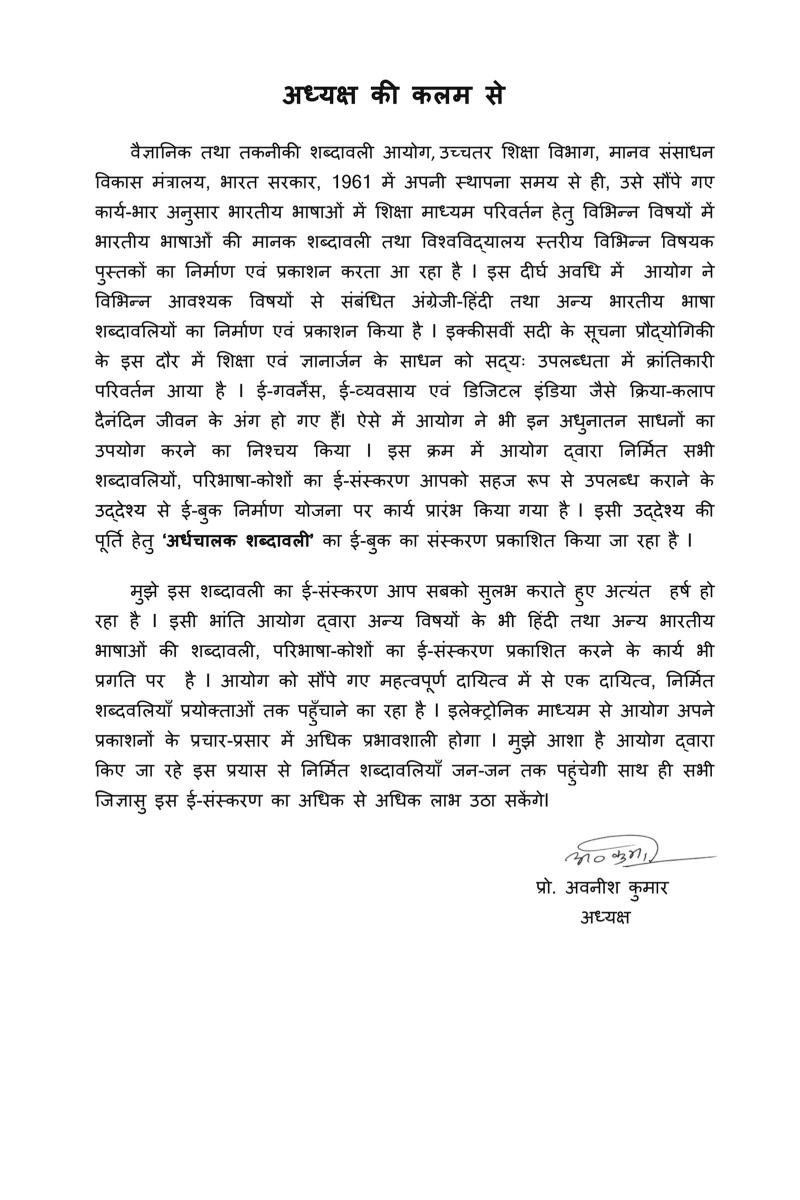 अध्यक्ष की कलम से
वैज्ञानिक तथा तकनीकी शब्दावली आयोग, उच्चतर शिक्षा विभाग, मानव संसाधन
विकास मंत्रालय, भारत सरकार, 1961 में अपनी स्थापना समय से ही, उसे सौंपे गए
कार्य-भार अनुसार भारतीय भाषाओं में शिक्षा माध्यम परिवर्तन हेतु विभिन्न विषयों में
भारतीय भाषाओं की मानक शब्दावली तथा विश्वविद्यालय स्तरीय विभिन्न विषयक
पुस्तकों का निर्माण एवं प्रकाशन करता आ रहा है । इस दीर्घ अवधि में आयोग ने
विभिन्न आवश्यक विषयों से संबंधित अंग्रेजी-हिंदी तथा अन्य भारतीय भाषा
शब्दावलियों का निर्माण एवं प्रकाशन किया है । इक्कीसवीं सदी के सूचना प्रौद्योगिकी
के इस दौर में शिक्षा एवं ज्ञानार्जन के साधन को सद्यः उपलब्धता में क्रांतिकारी
परिवर्तन आया है । ई-गवर्नेंस, ई-व्यवसाय एवं डिजिटल इंडिया जैसे क्रिया-कलाप
दैनंदिन जीवन के अंग हो गए हैं। ऐसे में आयोग ने भी इन अधुनातन साधनों का
उपयोग करने का निश्चय किया । इस क्रम में आयोग द्वारा निर्मित सभी
शब्दावलियों, परिभाषा-कोशों का ई-संस्करण आपको सहज रूप से उपलब्ध कराने के
उद्देश्य से ई-बुक निर्माण योजना पर कार्य प्रारंभ किया गया है । इसी उद्देश्य की
पूर्ति हेतु ‘अर्धचालक शब्दावली’ का ई-बुक का संस्करण प्रकाशित किया जा रहा है ।
मुझे इस शब्दावली का ई-संस्करण आप सबको सुलभ कराते हुए अत्यंत हर्ष हो
रहा है । इसी भांति आयोग द्वारा अन्य विषयों के भी हिंदी तथा अन्य भारतीय
भाषाओं की शब्दावली, परिभाषा-कोशों का ई-संस्करण प्रकाशित करने के कार्य भी
प्रगति पर है । आयोग को सौंपे गए महत्वपूर्ण दायित्व में से एक दायित्व, निर्मित
शब्दवलियाँ प्रयोक्ताओं तक पहुँचाने का रहा है । इलेक्ट्रोनिक माध्यम से आयोग अपने
प्रकाशनों के प्रचार-प्रसार में अधिक प्रभावशाली होगा । मुझे आशा है आयोग द्वारा
किए जा रहे इस प्रयास से निर्मित शब्दावलियाँ जन-जन तक पहुंचेगी साथ ही सभी
जिज्ञासु इस ई-संस्करण का अधिक से अधिक लाभ उठा सकेंगे।
प्रो. अवनीश कुमार
अध्यक्ष